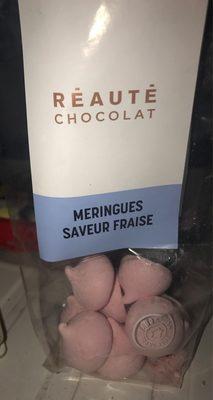 RÉAUTÉ
CHOCOLAT
MERINGUES
SAVEUR FRAISE